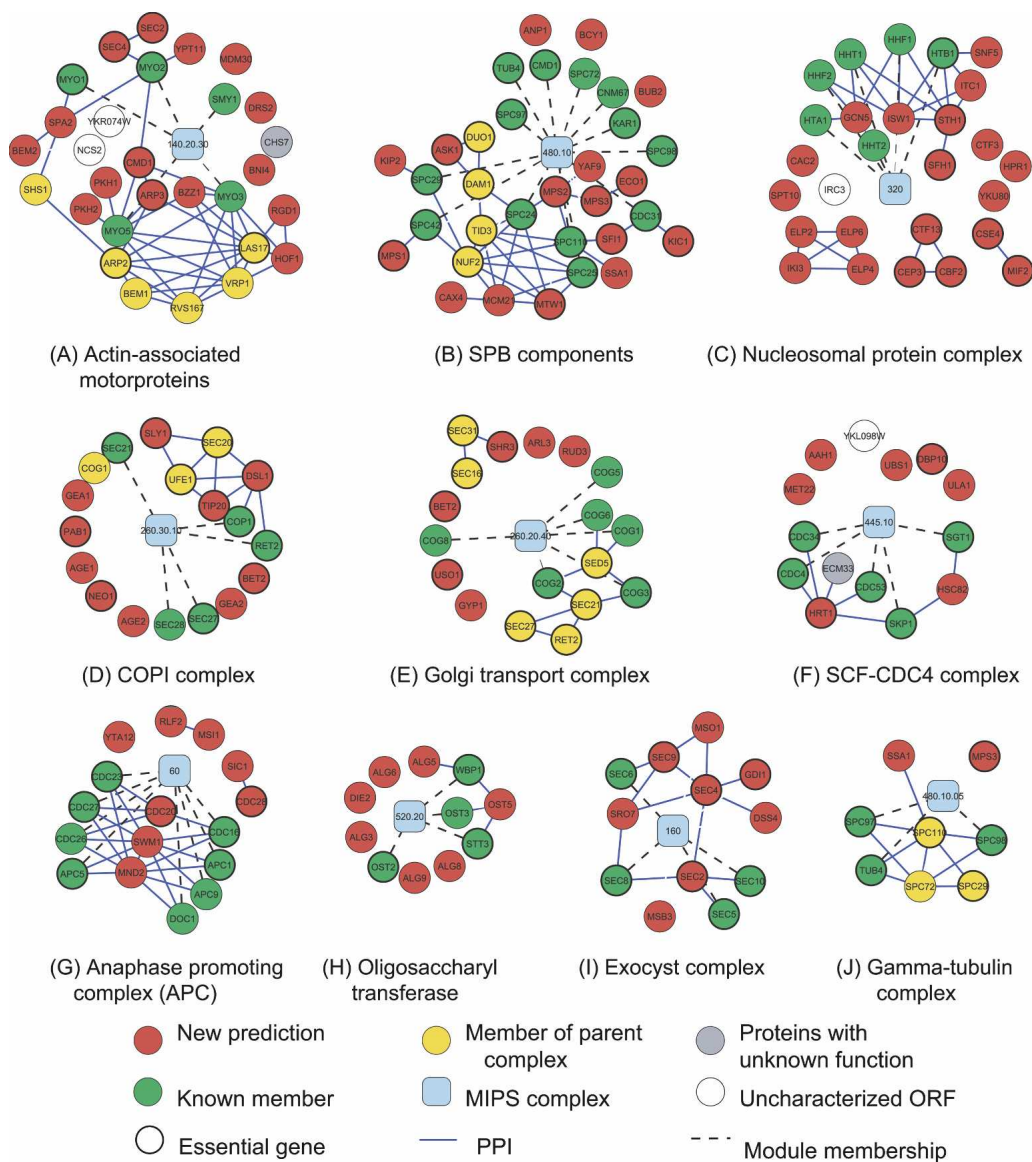 SEC2
SEC4
YPT11
MYO2
MDM30
MYO1
SMY1
DRS2
YKR074W
SPA2
140.20.30
CHS7
NCS2
BEM2
CMD1
BNI4
SHS1
PKH1
ARP3
BZZ1
MYO3
PKH2
RGD1
MYO5
LAS17
HOF1
ARP2
VRP1
BEM1
RVS167
(A) Actin-associated
motorproteins
ANP1
BCY1
TUB4
CMD1
SPC72
CNM67
BUB2
SPC97
KAR1
DUO1
480.10
SPC98
KIP2
ASK1
YAF9
SPC29
DAM1
MPS2
ECO1
MPS3
SPC24
CDC31
SPC42
TID3
SPC110
SFI1
KIC1
MPS1
NUF2
SPC25
SSA1
CAX4
MCM21
MTW1
(B) SPB components
HHF1
HHT1
HTB1
SNF5
HHF2
ITC1
HTA1
GCN5
ISW1
STH1
HHT2
CTF3
CAC2
SFH1
HPR1
SPT10
IRC3
320
YKU80
ELP2
ELP6
CTF13
CSE4
IKI3
ELP4
CEP3
CBF2
MIF2
(C) Nucleosomal protein complex
SLY1
SEC20
SEC21
COG1
UFE1
DSL1
GEA1
TIP20
PAB1
260.30.10
COP1
RET2
AGE1
BET2
NEO1
GEA2
AGE2
SEC28
SEC27
(D) COPI complex
SEC31
SHR3
ARL3
RUD3
SEC16
COG5
BET2
COG6
COG1
COG8
260.20.40
SED5
USO1
COG2
COG3
GYP1
SEC21
SEC27
RET2
(E) Golgi transport complex
YKL098W
AAH1
UBS1
DBP10
MET22
ULA1
445.10
CDC34
SGT1
CDC4
ECM33
CDC53
HSC82
HRT1
SKP1
(F) SCF-CDC4 complex
RLF2
YTA12
MSI1
CDC23
60
SIC1
CDC27
CDC20
CDC28
CDC26
SWM1
CDC16
APC5
MND2
APC1
APC9
DOC1
(G) Anaphase promoting
complex (APC)
ALG6
ALG5
WBP1
DIE2
OST5
520.20
OST3
ALG3
STT3
OST2
ALG9
ALG8
(H) Oligosaccharyl
transferase
MSO1
SEC9
SEC6
GDI1
SEC4
SRO7
DSS4
160
SEC8
SEC2
SEC10
MSB3
SEC5
(I) Exocyst complex
SSA1
MPS3
480.10.05
SPC97
SPC110
SPC98
TUB4
SPC72
SPC29
(J) Gamma-tubulin
complex
New prediction
Member of parent
complex
Proteins with
unknown function
Known member
MIPS complex
Uncharacterized ORF
Essential gene
PPI
Module membership